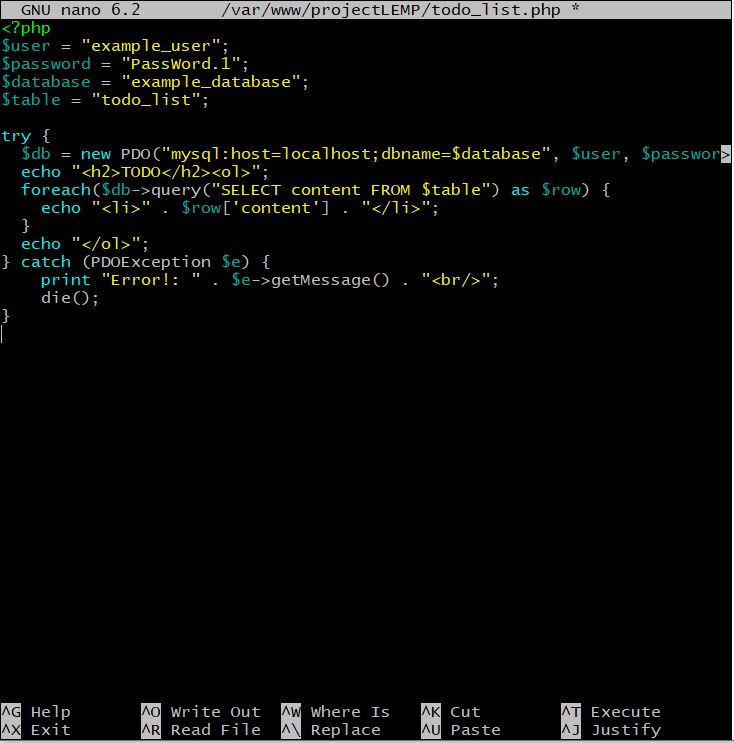 GNU nano 6.2 /var/www/projectLEMP/todo_list.php *
<?php
$user = "example_user";
$password = "PassWord.1";
$database = "example_database";
$table = "todo_list";
try {
  $db = new PDO("mysql:host=localhost;dbname=$database", $user, $passwor>
  echo "<h2>TODO</h2><ol>";
  foreach($db->query("SELECT content FROM $table") as $row) {
    echo "<li>" . $row['content'] . "</li>";
  }
  echo "</ol>";
} catch (PDOException $e) {
    print "Error!: " . $e->getMessage() . "<br/>";
    die();
}
^G Help ^O Write Out ^W Where Is ^K Cut ^T Execute
^X Exit ^R Read File ^\ Replace ^U Paste ^J Justify